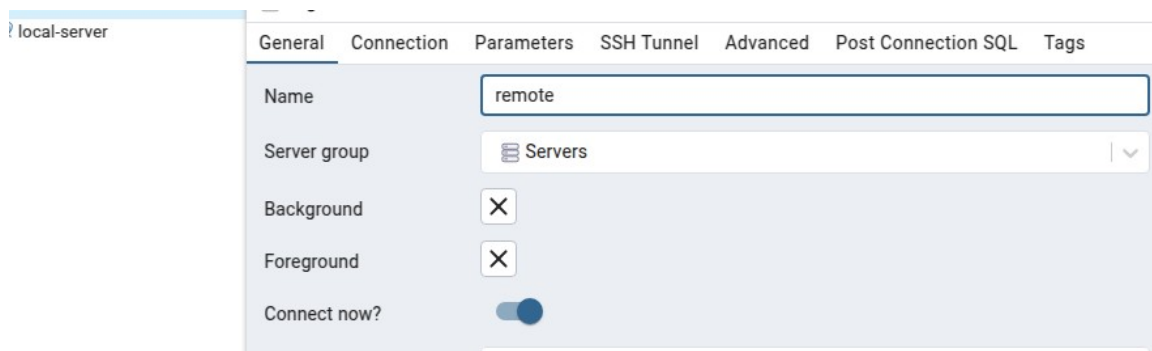 local-server
General Connection Parameters SSH Tunnel Advanced Post Connection SQL Tags
Name remote
Server group Servers
Background
Foreground
Connect now?